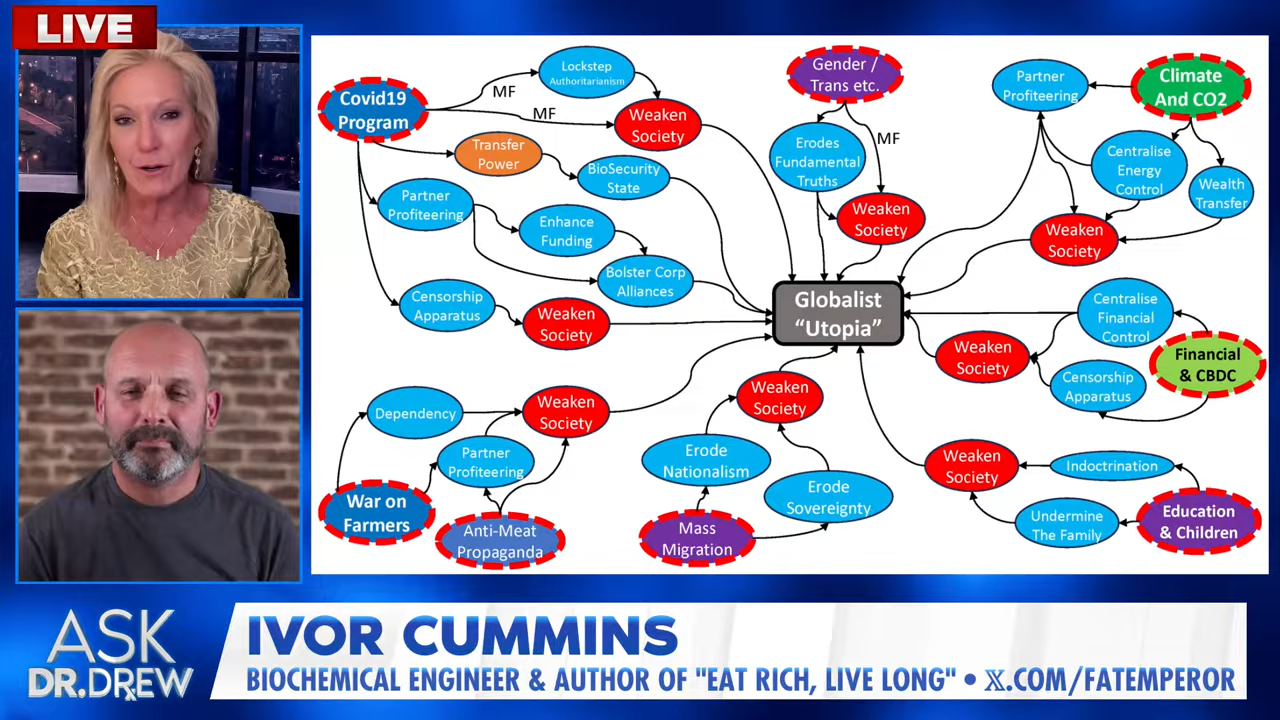 LIVE
Covid19
Program
MF
MF
Lockstep
Authoritarianism
Weaken
Society
Transfer
Power
BioSecurity
State
Partner
Profiteering
Enhance
Funding
Bolster Corp
Alliances
Censorship
Apparatus
Weaken
Society
Gender /
Trans etc.
Erodes
Fundamental
Truths
MF
Weaken
Society
Climate
And CO2
Partner
Profiteering
Centralise
Energy
Control
Wealth
Transfer
Weaken
Society
Globalist
“Utopia”
Centralise
Financial
Control
Weaken
Society
Financial
& CBDC
Censorship
Apparatus
Dependency
Weaken
Society
Partner
Profiteering
War on
Farmers
Anti-Meat
Propaganda
Weaken
Society
Erode
Nationalism
Erode
Sovereignty
Mass
Migration
Weaken
Society
Indoctrination
Undermine
The Family
Education
& Children
ASK
DR.DREW
IVOR CUMMINS
BIOCHEMICAL ENGINEER & AUTHOR OF "EAT RICH, LIVE LONG" • X.COM/FATEMPEROR